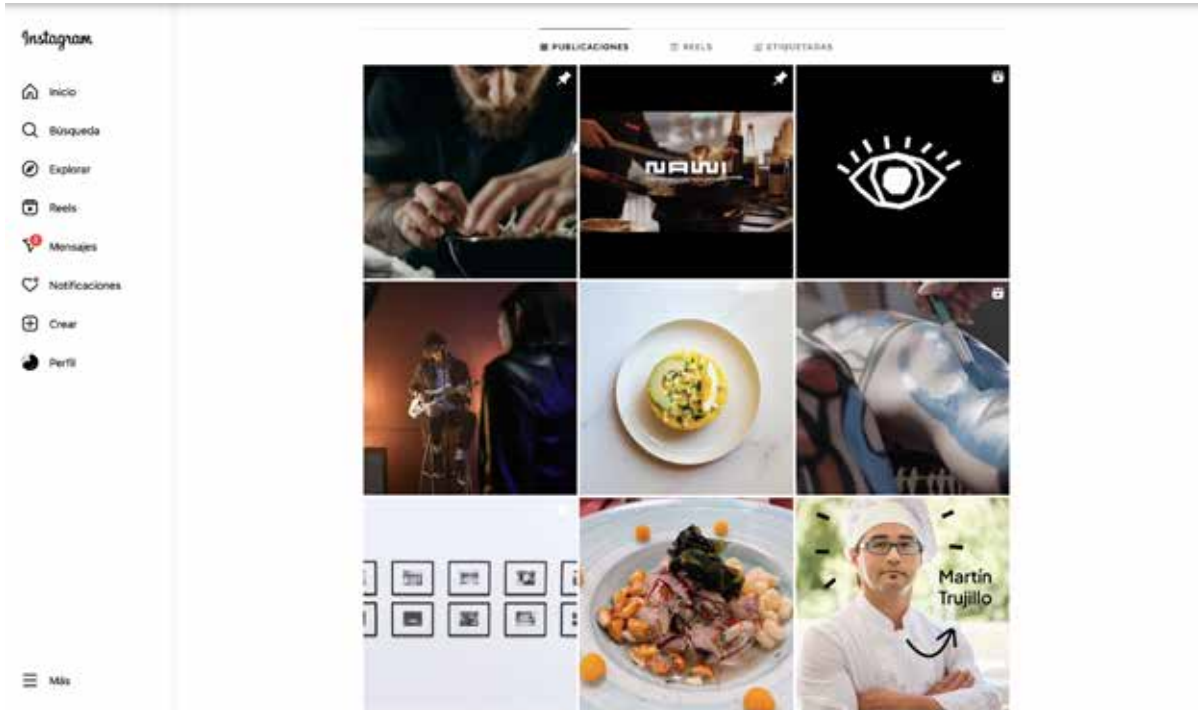 Instagram
Inicio
Búsqueda
Explorar
Reels
Mensajes
Notificaciones
Crear
Perfil
Más
PUBLICACIONES REELS ETIQUETADAS
NAWI
Martín
Trujillo